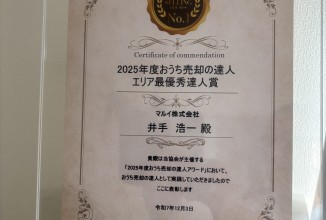 No.1
Certificate of commendation
2025年度おうち売却の達人
エリア最優秀達人賞
マルイ株式会社
井手 浩一 殿
貴殿は当協会が主催する
「2025年度おうち売却の達人アワード」において、
おうち売却の達人として実績していただきましたので
ここに表彰します
令和7年12月3日